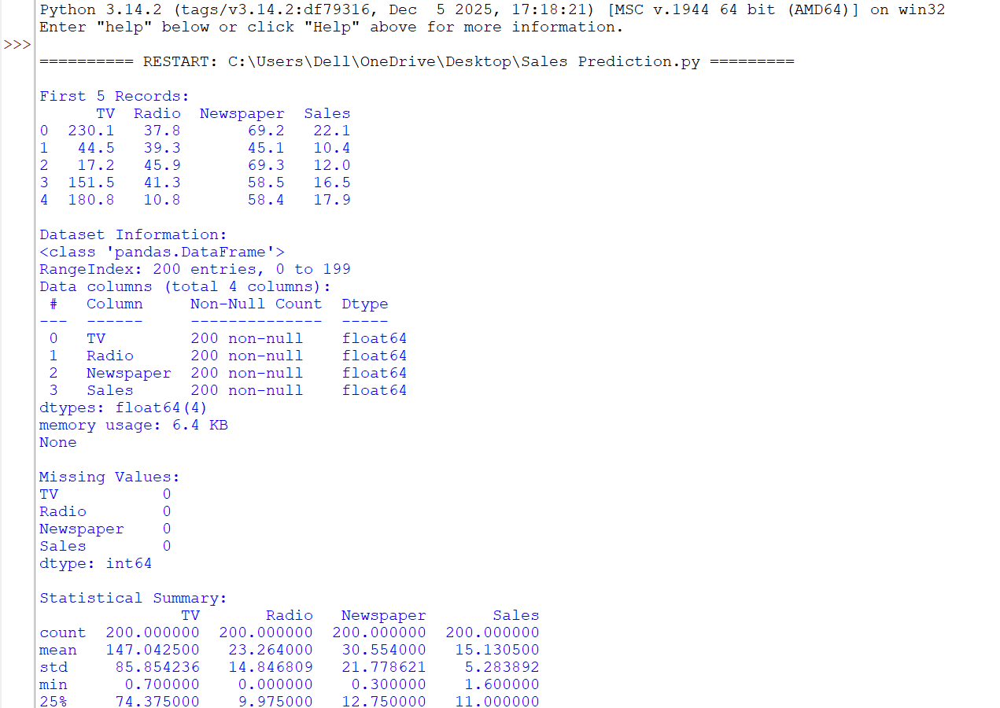 Python 3.14.2 (tags/v3.14.2:df79316, Dec  5 2025, 17:18:21) [MSC v.1944 64 bit (AMD64)] on win32
Enter "help" below or click "Help" above for more information.
>>>
========== RESTART: C:\Users\Dell\OneDrive\Desktop\Sales Prediction.py =========
First 5 Records:
      TV  Radio  Newspaper  Sales
0  230.1   37.8       69.2   22.1
1   44.5   39.3       45.1   10.4
2   17.2   45.9       69.3   12.0
3  151.5   41.3       58.5   16.5
4  180.8   10.8       58.4   17.9
Dataset Information:
<class 'pandas.DataFrame'>
RangeIndex: 200 entries, 0 to 199
Data columns (total 4 columns):
 #   Column     Non-Null Count  Dtype
---  ------     --------------  -----
 0   TV         200 non-null    float64
 1   Radio      200 non-null    float64
 2   Newspaper  200 non-null    float64
 3   Sales      200 non-null    float64
dtypes: float64(4)
memory usage: 6.4 KB
None
Missing Values:
TV           0
Radio        0
Newspaper    0
Sales        0
dtype: int64
Statistical Summary:
               TV       Radio   Newspaper       Sales
count  200.000000  200.000000  200.000000  200.000000
mean   147.042500   23.264000   30.554000   15.130500
std     85.854236   14.846809   21.778621    5.283892
min      0.700000    0.000000    0.300000    1.600000
25%     74.375000    9.975000   12.750000   11.000000